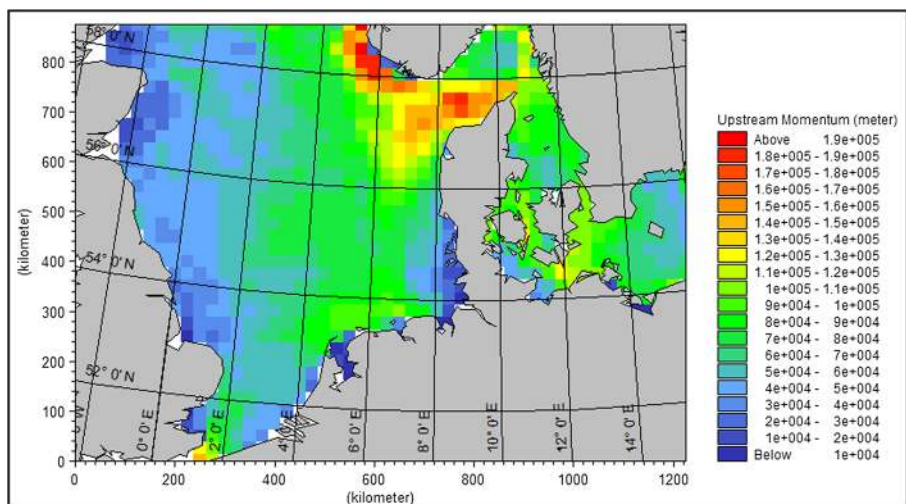 58° 0' N
56° 0' N
54° 0' N
52° 0' N
0° 0' E
2° 0' E
6° 0' E
8° 0' E
10° 0' E
12° 0' E
14° 0' E
800
700
600
500
400
300
200
100
0
(kilometer)
0 200 400 600 800 1000 1200
(kilometer)
Upstream Momentum (meter)
Above 1.9e+005
1.8e+005 - 1.9e+005
1.7e+005 - 1.8e+005
1.6e+005 - 1.7e+005
1.5e+005 - 1.6e+005
1.4e+005 - 1.5e+005
1.3e+005 - 1.4e+005
1.2e+005 - 1.3e+005
1.1e+005 - 1.2e+005
1e+005 - 1.1e+005
9e+004 - 1e+005
8e+004 - 9e+004
7e+004 - 8e+004
6e+004 - 7e+004
5e+004 - 6e+004
4e+004 - 5e+004
3e+004 - 4e+004
2e+004 - 3e+004
1e+004 - 2e+004
Below 1e+004